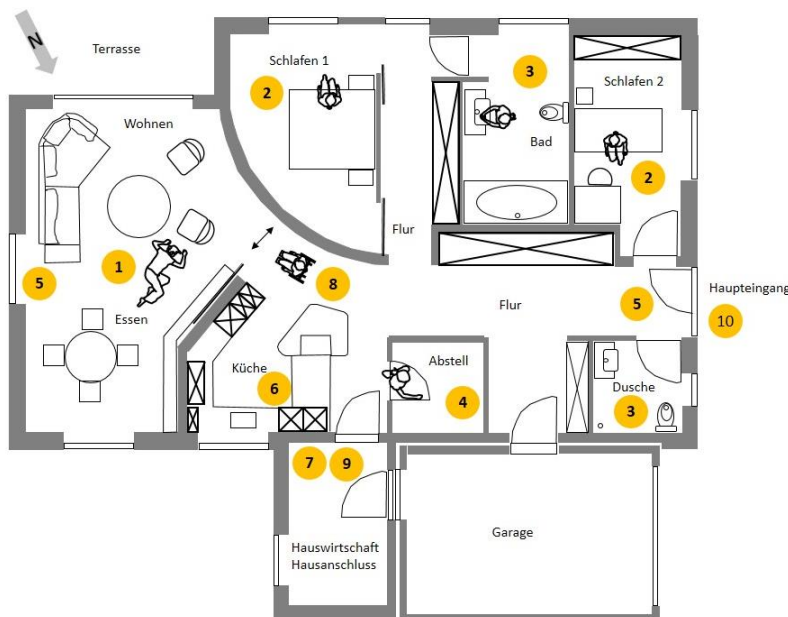 N
Terrasse
Wohnen
Schlafen 1
2
3
Bad
Schlafen 2
2
Flur
1
5
Essen
8
Flur
5
Haupteingang
10
Küche
6
Abstell
4
Dusche
3
7
9
Hauswirtschaft
Hausanschluss
Garage